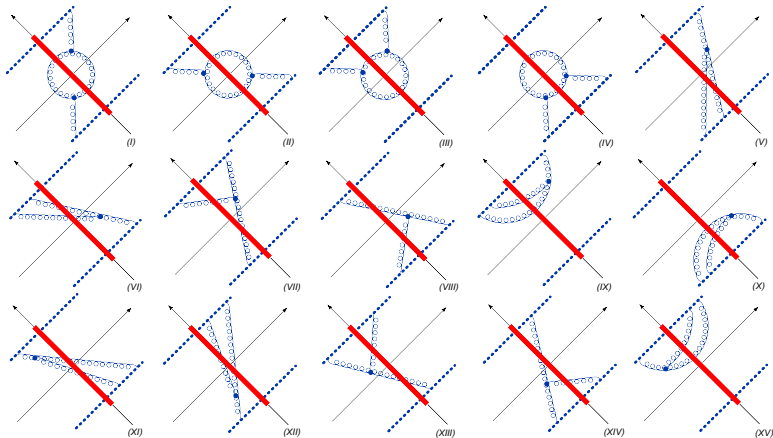 (I) (II) (III) (IV) (V)
(VI) (VII) (VIII) (IX) (X)
(XI) (XII) (XIII) (XIV) (XV)